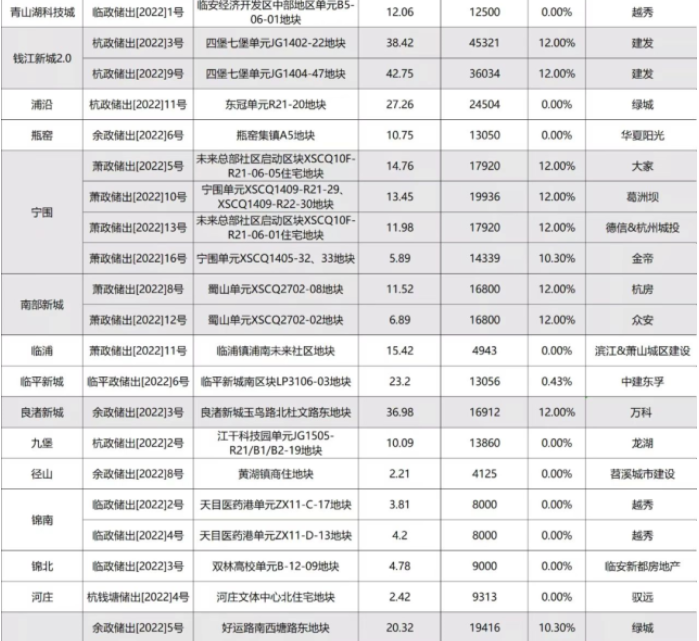 青山湖科技城 临政储出[2022]1号 临安经济开发区中部地区单元B5-
06-01地块 12.06 12500 0.00% 越秀
钱江新城2.0 杭政储出[2022]3号 四堡七堡单元JG1402-22地块 38.42 45321 12.00% 建发
杭政储出[2022]9号 四堡七堡单元JG1404-47地块 42.75 36034 12.00% 建发
浦沿 杭政储出[2022]11号 东冠单元R21-20地块 27.26 24504 0.00% 绿城
瓶窑 余政储出[2022]6号 瓶窑集镇A5地块 10.75 13050 0.00% 华夏阳光
宁围 萧政储出[2022]5号 未来总部社区启动区块XSCQ10F-
R21-06-05住宅地块 14.76 17920 12.00% 大家
萧政储出[2022]10号 宁围单元XSCQ1409-R21-29、
XSCQ1409-R22-30地块 13.45 19936 12.00% 葛洲坝
萧政储出[2022]13号 未来总部社区启动区块XSCQ10F-
R21-06-01住宅地块 11.98 17920 12.00% 德信&杭州城投
萧政储出[2022]16号 宁围单元XSCQ1405-32、33地块 5.89 14339 10.30% 金帝
南部新城 萧政储出[2022]8号 蜀山单元XSCQ2702-08地块 11.52 16800 12.00% 杭房
萧政储出[2022]12号 蜀山单元XSCQ2702-02地块 6.89 16800 12.00% 众安
临浦 萧政储出[2022]11号 临浦镇浦南未来社区地块 15.42 4943 0.00% 滨江&萧山城区建设
临平新城 临平政储出[2022]6号 临平新城南区块LP3106-03地块 23.2 13056 0.43% 中建东孚
良渚新城 余政储出[2022]3号 良渚新城玉鸟路北杜文路东地块 36.98 16912 12.00% 万科
九堡 杭政储出[2022]2号 江干科技园单元JG1505-
R21/B1/B2-19地块 10.09 13860 0.00% 龙湖
径山 余政储出[2022]8号 黄湖镇商住地块 2.21 4125 0.00% 苕溪城市建设
锦南 临政储出[2022]2号 天目医药港单元ZX11-C-17地块 3.81 8000 0.00% 越秀
临政储出[2022]4号 天目医药港单元ZX11-D-13地块 4.2 8000 0.00% 越秀
锦北 临政储出[2022]3号 双林高校单元B-12-09地块 4.78 9000 0.00% 临安新都房地产
河庄 杭钱塘储出[2022]4号 河庄文体中心北住宅地块 2.42 9313 0.00% 驭远
余政储出[2022]5号 好运路南西塘路东地块 20.32 19416 10.30% 绿城